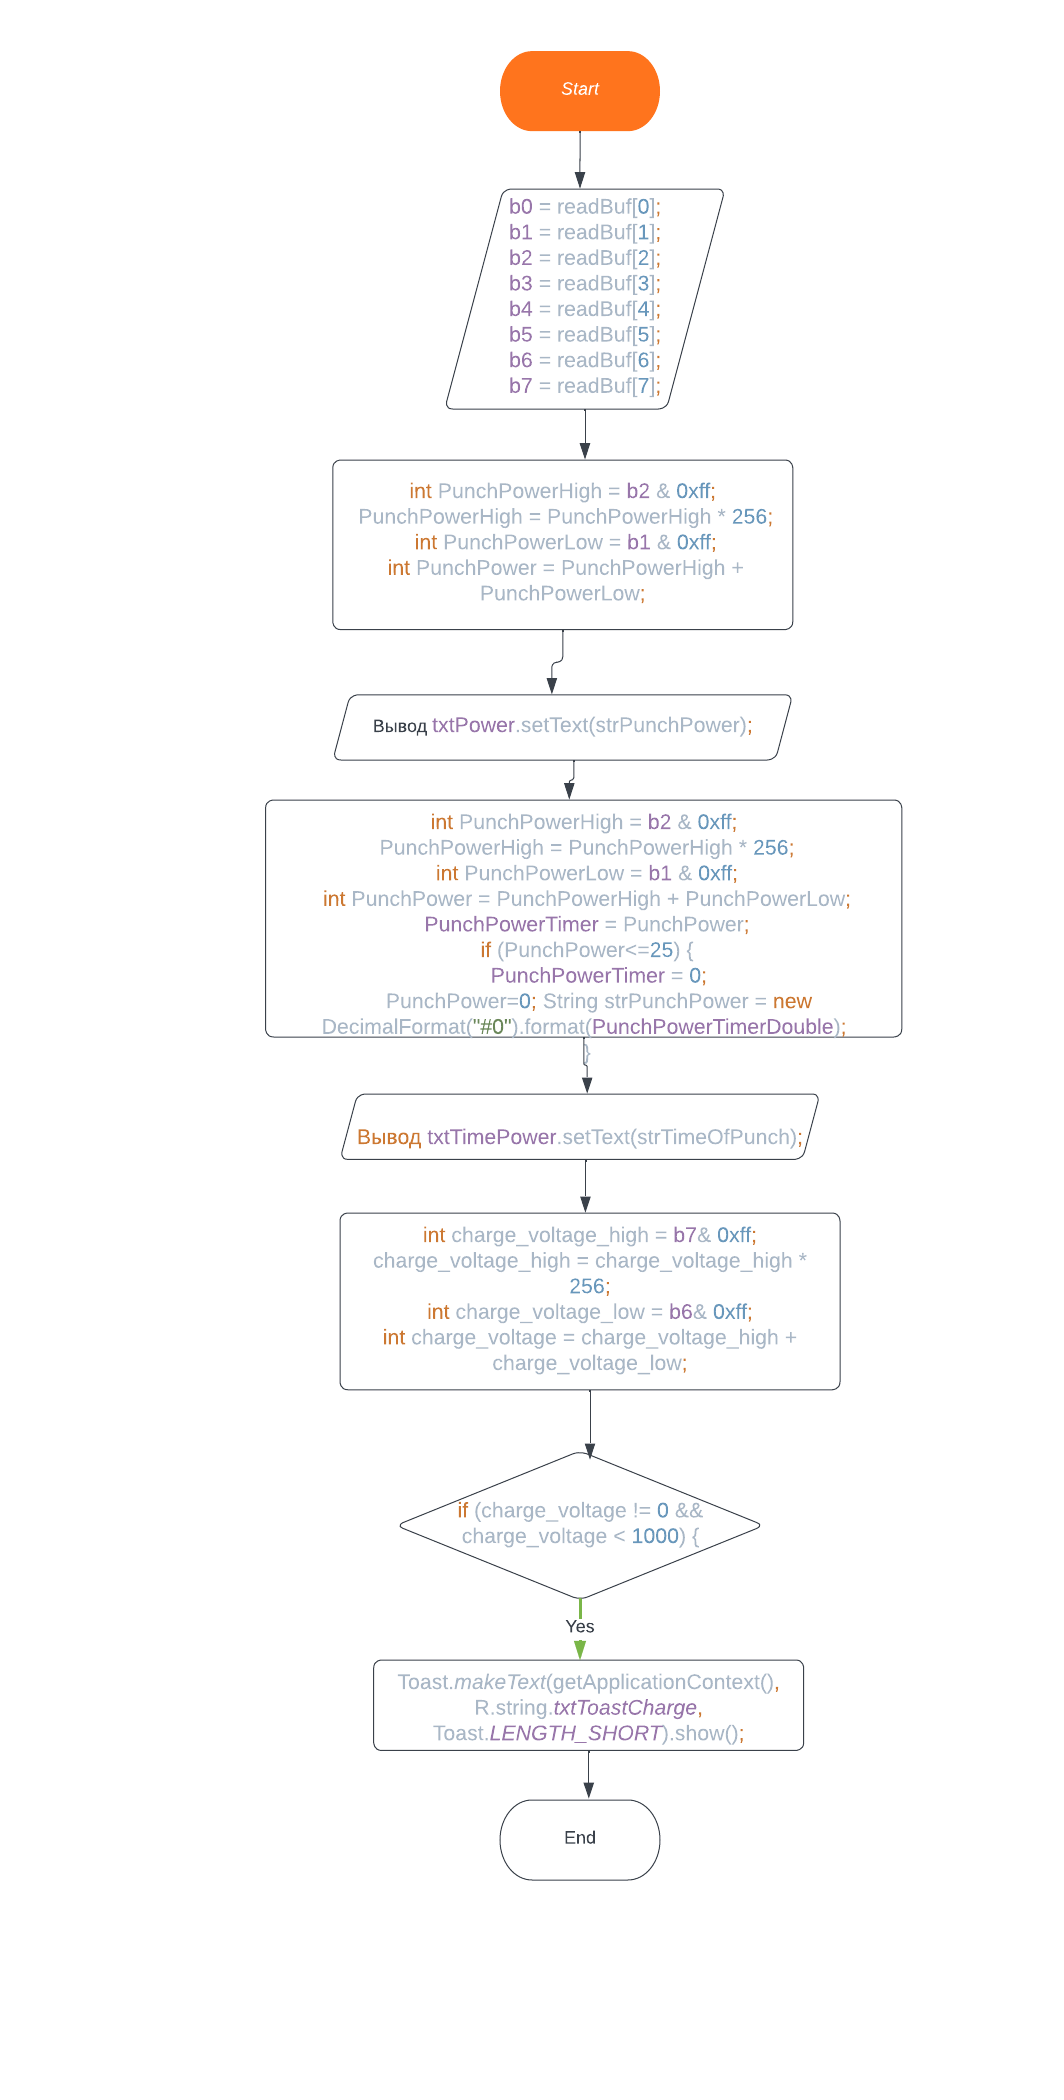 Start
b0 = readBuf[0];
b1 = readBuf[1];
b2 = readBuf[2];
b3 = readBuf[3];
b4 = readBuf[4];
b5 = readBuf[5];
b6 = readBuf[6];
b7 = readBuf[7];
int PunchPowerHigh = b2 & 0xff;
PunchPowerHigh = PunchPowerHigh * 256;
int PunchPowerLow = b1 & 0xff;
int PunchPower = PunchPowerHigh +
PunchPowerLow;
Вывод txtPower.setText(strPunchPower);
int PunchPowerHigh = b2 & 0xff;
PunchPowerHigh = PunchPowerHigh * 256;
int PunchPowerLow = b1 & 0xff;
int PunchPower = PunchPowerHigh + PunchPowerLow;
PunchPowerTimer = PunchPower;
if (PunchPower<=25) {
PunchPowerTimer = 0;
PunchPower=0; String strPunchPower = new
DecimalFormat("#0").format(PunchPowerTimerDouble);
}
Вывод txtTimePower.setText(strTimeOfPunch);
int charge_voltage_high = b7& 0xff;
charge_voltage_high = charge_voltage_high *
256;
int charge_voltage_low = b6& 0xff;
int charge_voltage = charge_voltage_high +
charge_voltage_low;
if (charge_voltage != 0 &&
charge_voltage < 1000) {
Yes
Toast.makeText(getApplicationContext(),
R.string.txtToastCharge,
Toast.LENGTH_SHORT).show();
End